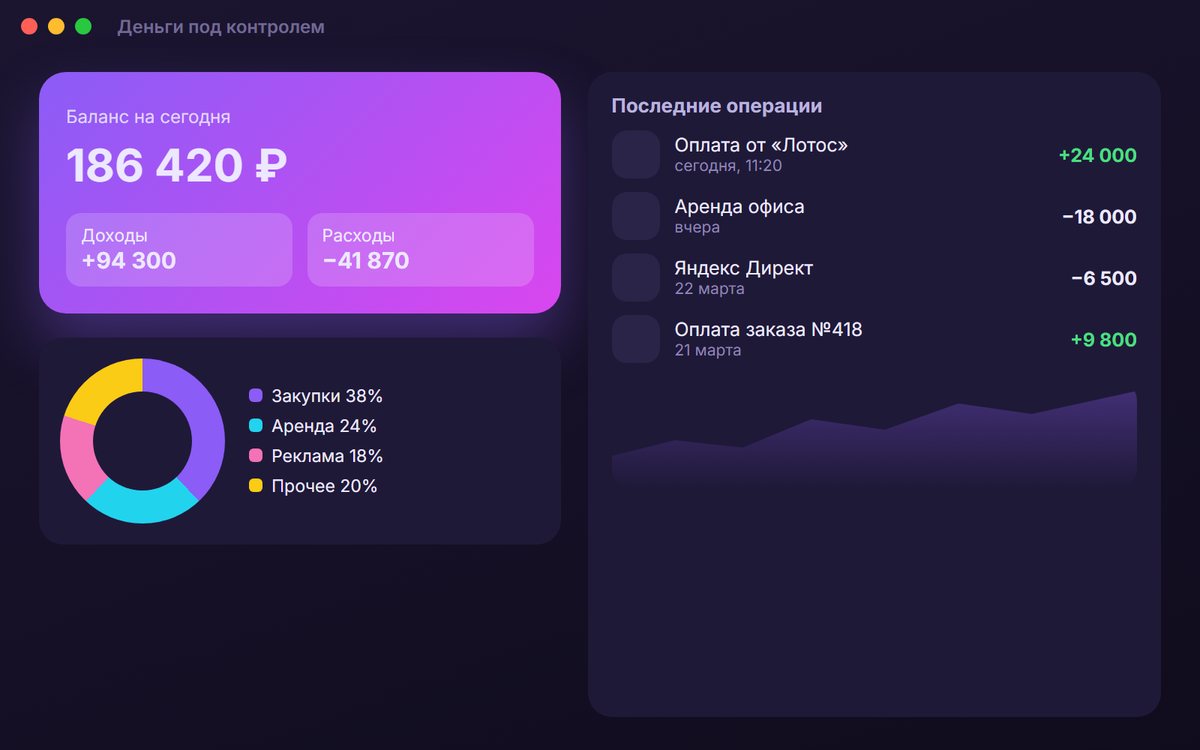 Деньги под контролем
Баланс на сегодня
186 420 ₽
Доходы
+94 300
Расходы
−41 870
Закупки 38%
Аренда 24%
Реклама 18%
Прочее 20%
Последние операции
Оплата от «Лотос»
сегодня, 11:20
+24 000
Аренда офиса
вчера
−18 000
Яндекс Директ
22 марта
−6 500
Оплата заказа №418
21 марта
+9 800